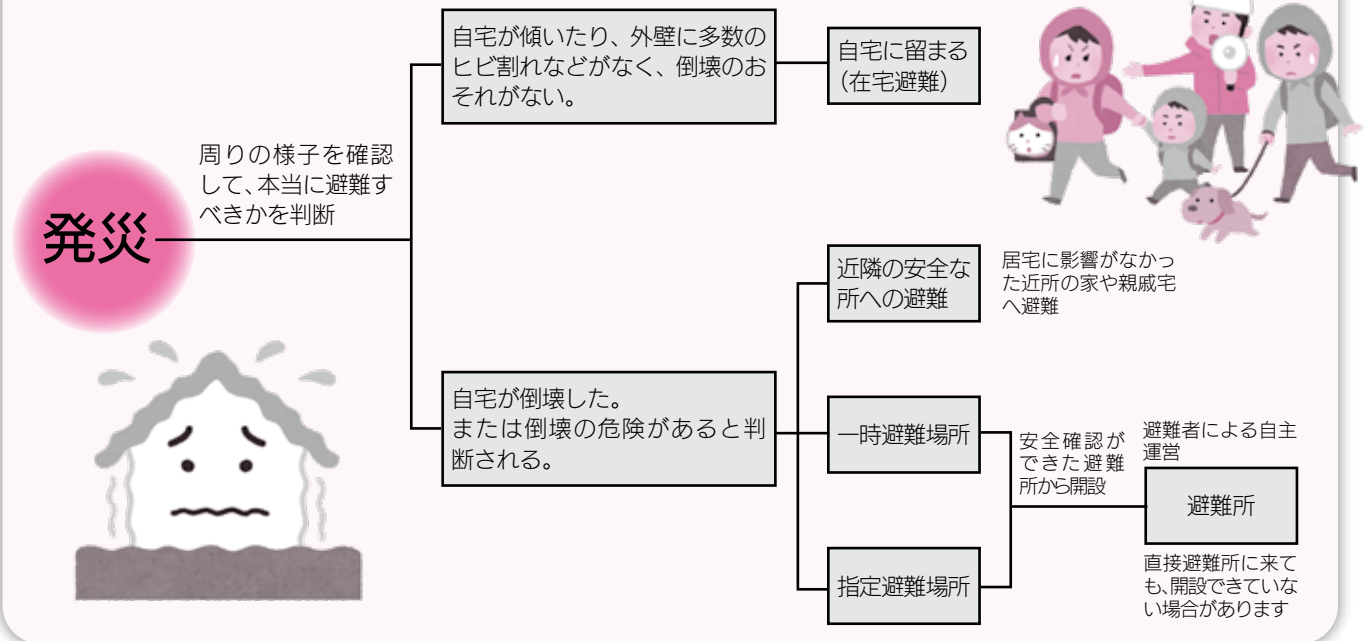 発災
周りの様子を確認
して、本当に避難す
べきかを判断
自宅が傾いたり、外壁に多数の
ヒビ割れなどがなく、倒壊のお
それがない。
自宅に留まる
（在宅避難）
自宅が倒壊した。
または倒壊の危険があると判
断される。
近隣の安全な
所への避難
居宅に影響がなかっ
た近所の家や親戚宅
へ避難
一時避難場所
指定避難場所
安全確認が
できた避難
所から開設
避難者による自主
運営
避難所
直接避難所に来て
も、開設できていな
い場合があります